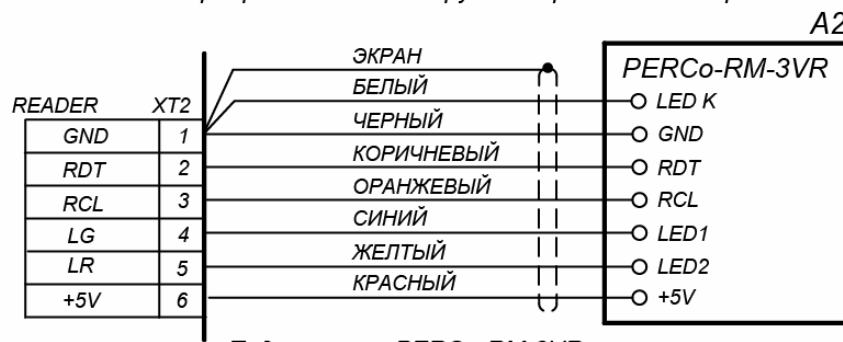 A2
ЭКРАН
PERCo-RM-3VR
БЕЛЫЙ
LED K
READER XT2
GND 1
ЧЕРНЫЙ
GND
RDT 2
КОРИЧНЕВЫЙ
RDT
RCL 3
ОРАНЖЕВЫЙ
RCL
LG 4
СИНИЙ
LED1
LR 5
ЖЕЛТЫЙ
LED2
+5V 6
КРАСНЫЙ
+5V